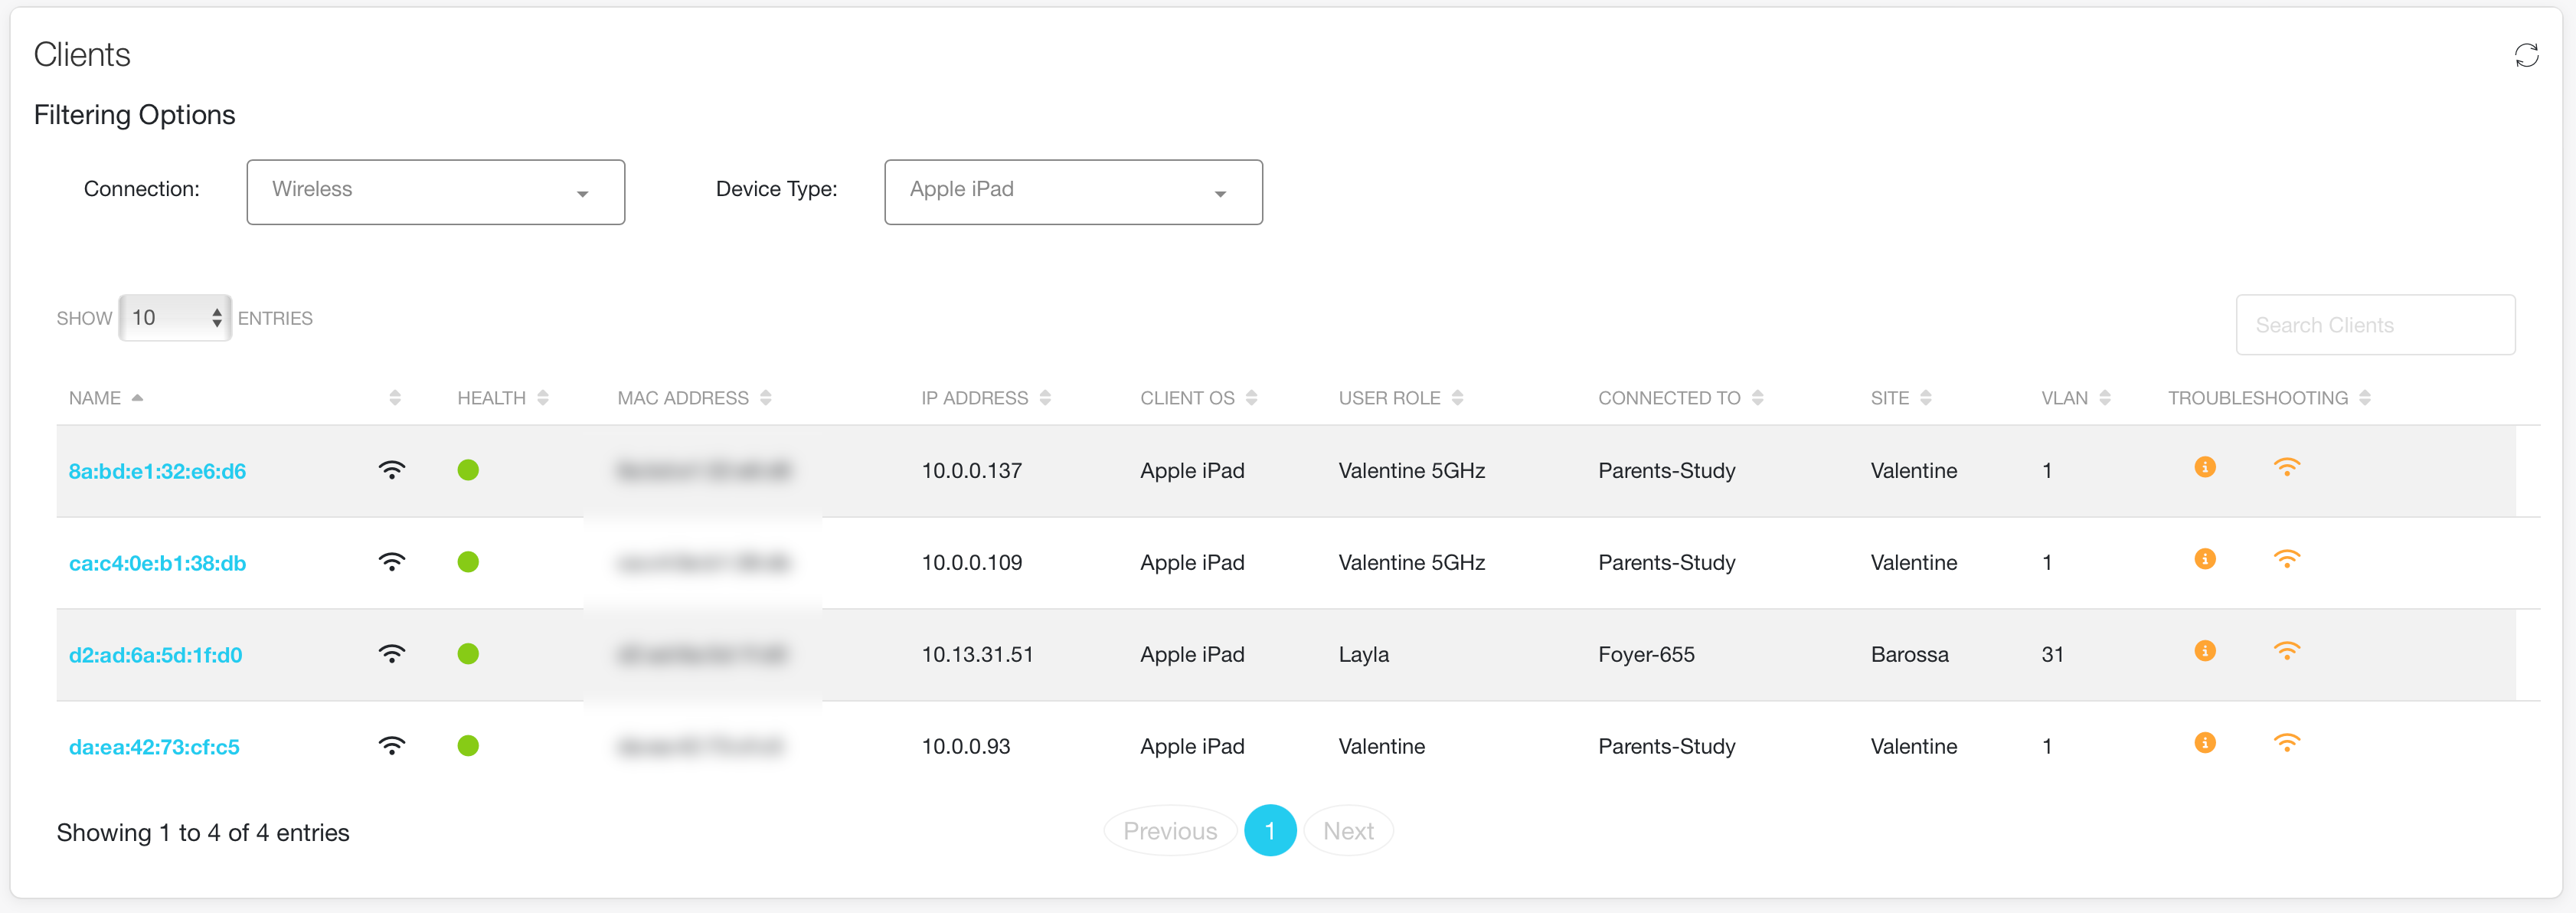 Clients
Filtering Options
Connection: Wireless Device Type: Apple iPad
SHOW 10 ENTRIES Search Clients
NAME HEALTH MAC ADDRESS IP ADDRESS CLIENT OS USER ROLE CONNECTED TO SITE VLAN TROUBLESHOOTING
8a:bd:e1:32:e6:d6 10.0.0.137 Apple iPad Valentine 5GHz Parents-Study Valentine 1
ca:c4:0e:b1:38:db 10.0.0.109 Apple iPad Valentine 5GHz Parents-Study Valentine 1
d2:ad:6a:5d:1f:d0 10.13.31.51 Apple iPad Layla Foyer-655 Barossa 31
da:ea:42:73:cf:c5 10.0.0.93 Apple iPad Valentine Parents-Study Valentine 1
Showing 1 to 4 of 4 entries Previous 1 Next